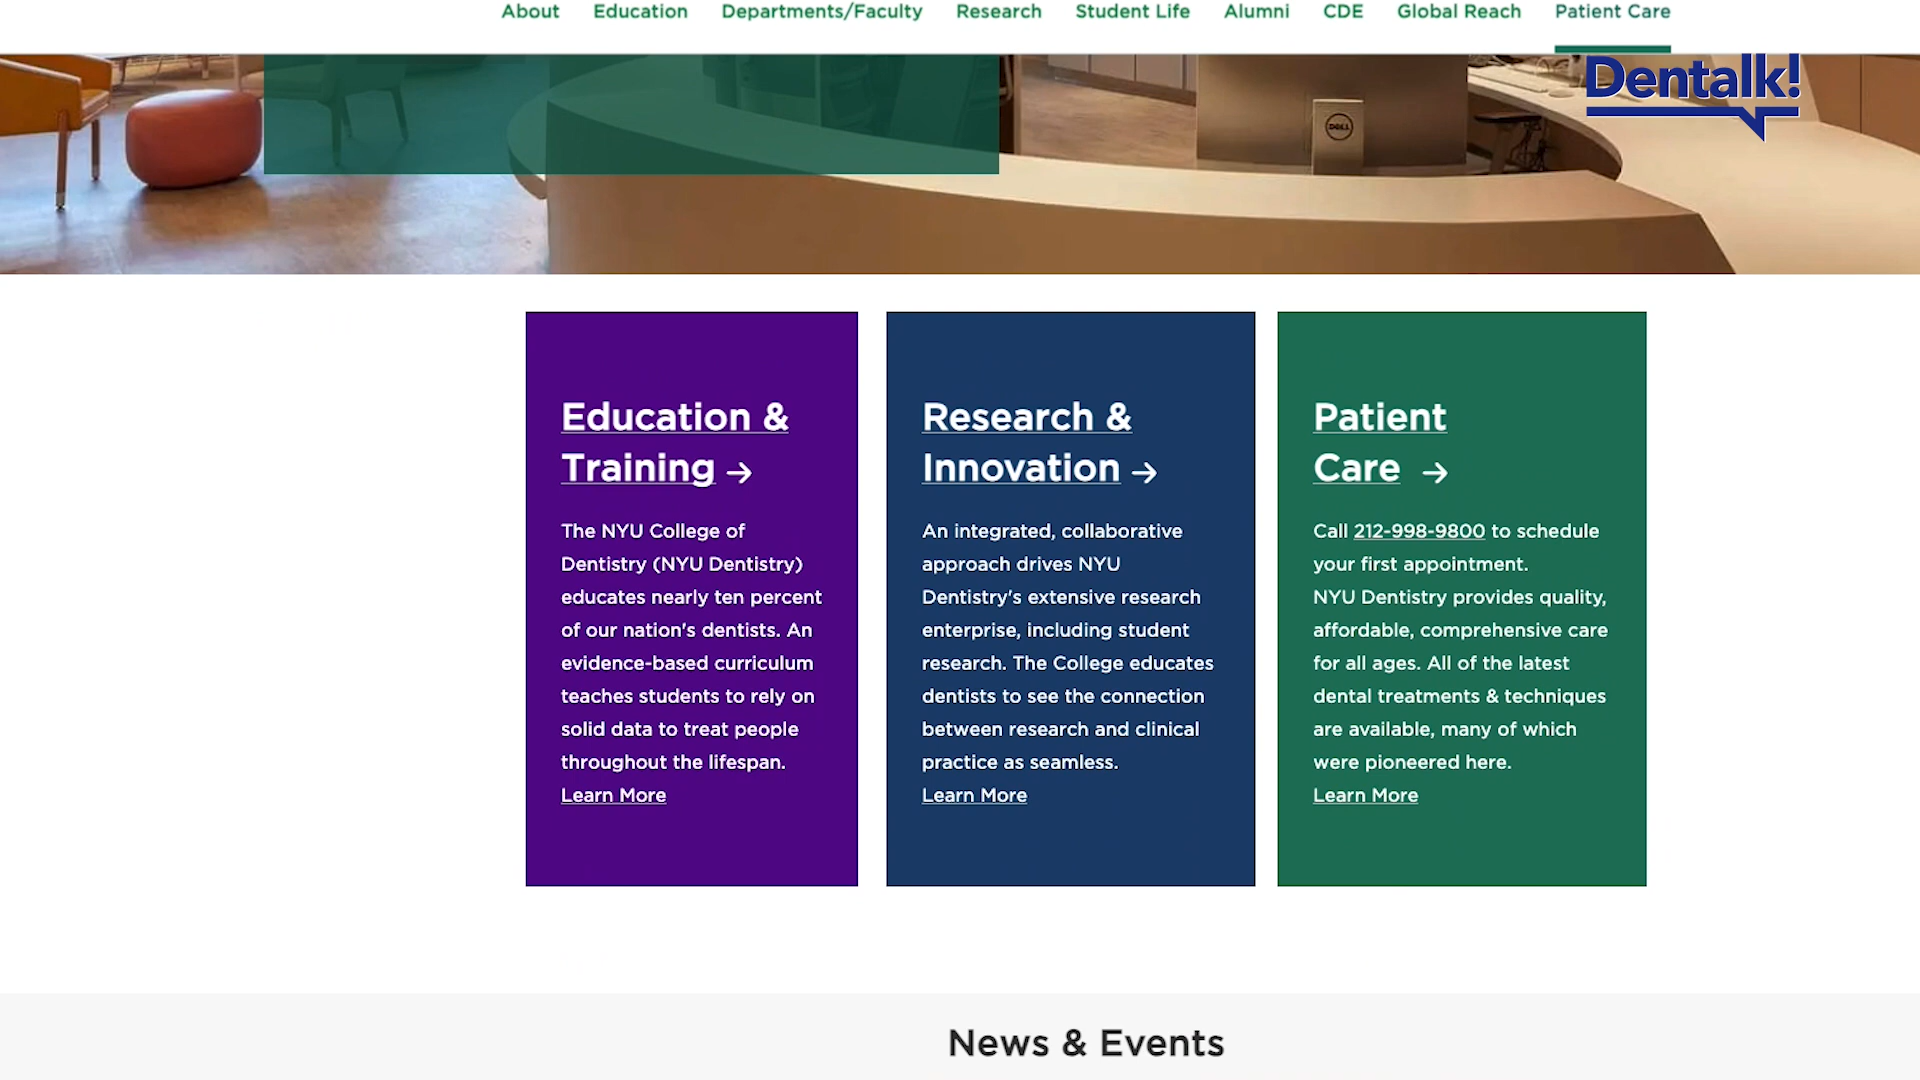 About Education Departments/Faculty Research Student Life Alumni CDE Global Reach Patient Care
Dentalk!
DELL
Education &
Training →
The NYU College of
Dentistry (NYU Dentistry)
educates nearly ten percent
of our nation's dentists. An
evidence-based curriculum
teaches students to rely on
solid data to treat people
throughout the lifespan.
Learn More
Research &
Innovation →
An integrated, collaborative
approach drives NYU
Dentistry's extensive research
enterprise, including student
research. The College educates
dentists to see the connection
between research and clinical
practice as seamless.
Learn More
Patient
Care →
Call 212-998-9800 to schedule
your first appointment.
NYU Dentistry provides quality,
affordable, comprehensive care
for all ages. All of the latest
dental treatments & techniques
are available, many of which
were pioneered here.
Learn More
News & Events